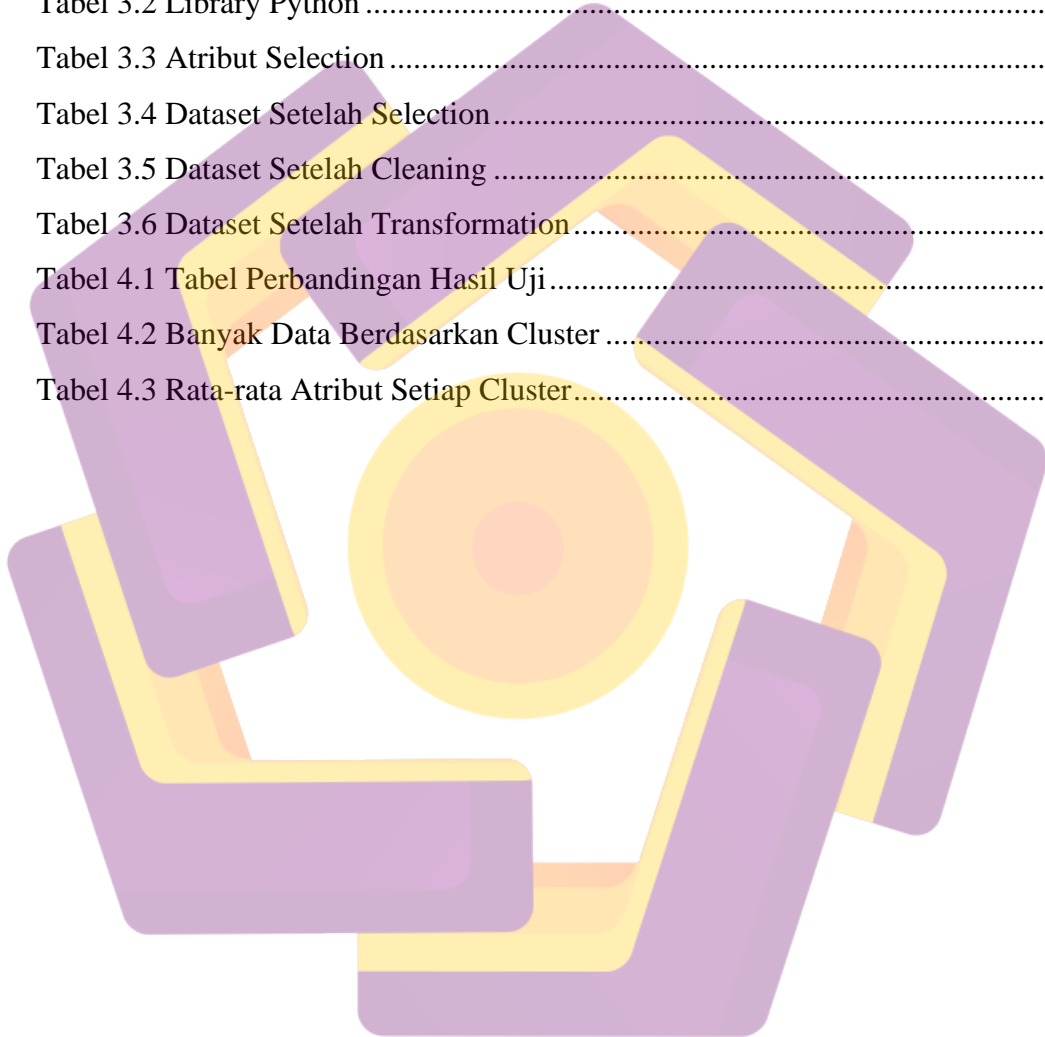 Tabel 3.2 Library Python ....................................................................................
Tabel 3.3 Atribut Selection .................................................................................
Tabel 3.4 Dataset Setelah Selection ....................................................................
Tabel 3.5 Dataset Setelah Cleaning ....................................................................
Tabel 3.6 Dataset Setelah Transformation ..........................................................
Tabel 4.1 Tabel Perbandingan Hasil Uji .............................................................
Tabel 4.2 Banyak Data Berdasarkan Cluster ......................................................
Tabel 4.3 Rata-rata Atribut Setiap Cluster ..........................................................